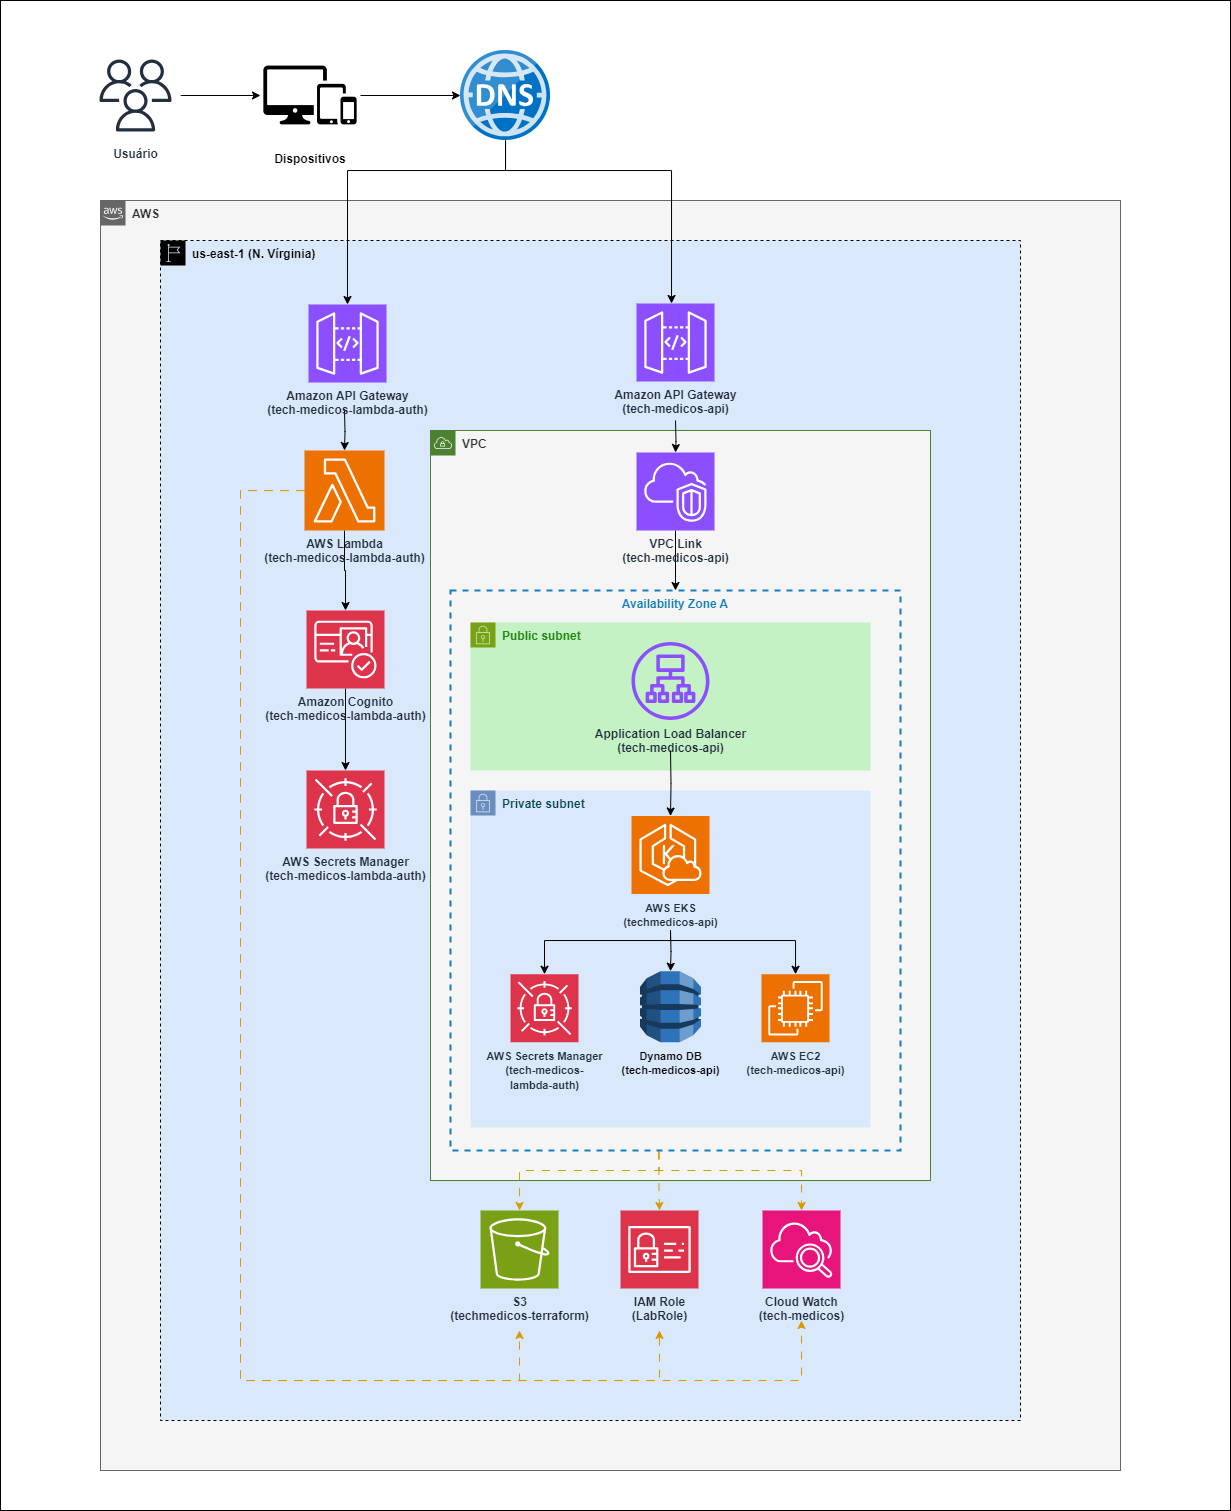 DNS
Usuário
Dispositivos
aws
AWS
us-east-1 (N. Vírginia)
</>
</>
Amazon API Gateway
(tech-medicos-lambda-auth)
Amazon API Gateway
(tech-medicos-api)
VPC
AWS Lambda
(tech-medicos-lambda-auth)
VPC Link
(tech-medicos-api)
Availability Zone A
Public subnet
Amazon Cognito
(tech-medicos-lambda-auth)
Application Load Balancer
(tech-medicos-api)
Private subnet
K
AWS Secrets Manager
(tech-medicos-lambda-auth)
AWS EKS
(techmedicos-api)
AWS Secrets Manager
(tech-medicos-
lambda-auth)
Dynamo DB
(tech-medicos-api)
AWS EC2
(tech-medicos-api)
S3
(techmedicos-terraform)
IAM Role
(LabRole)
Cloud Watch
(tech-medicos)